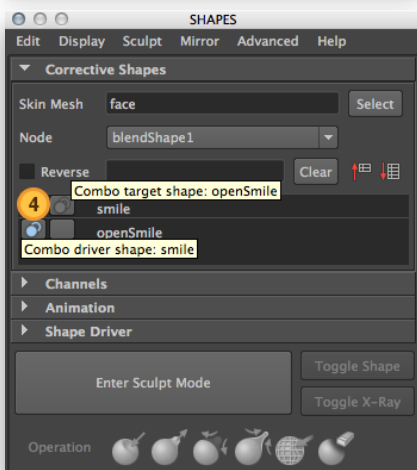 SHAPES
Edit Display Sculpt Mirror Advanced Help
Corrective Shapes
Skin Mesh face Select
Node blendShape1
Reverse Clear
Combo target shape: openSmile
4 smile
openSmile
Combo driver shape: smile
Channels
Animation
Shape Driver
Enter Sculpt Mode
Toggle Shape
Toggle X-Ray
Operation